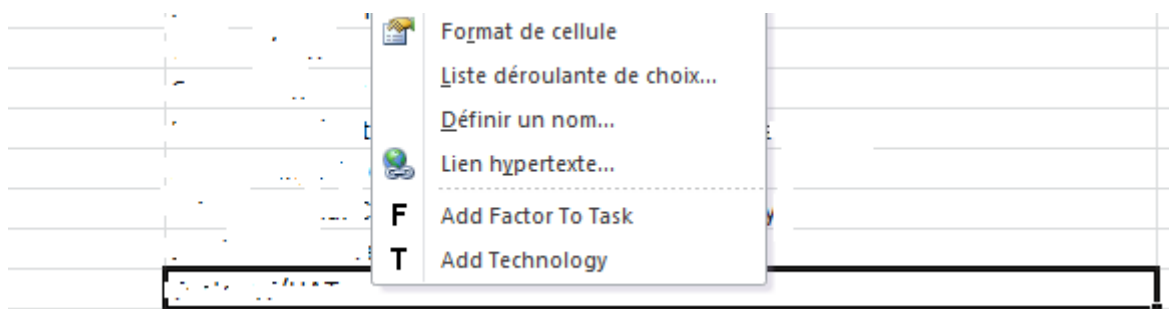 Format de cellule
Liste déroulante de choix...
Définir un nom...
Lien hypertexte...
F Add Factor To Task
T Add Technology